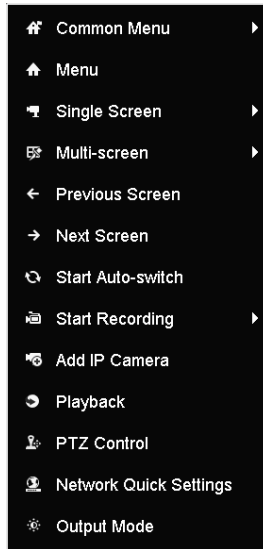 Common Menu
Menu
Single Screen
Multi-screen
Previous Screen
Next Screen
Start Auto-switch
Start Recording
Add IP Camera
Playback
PTZ Control
Network Quick Settings
Output Mode